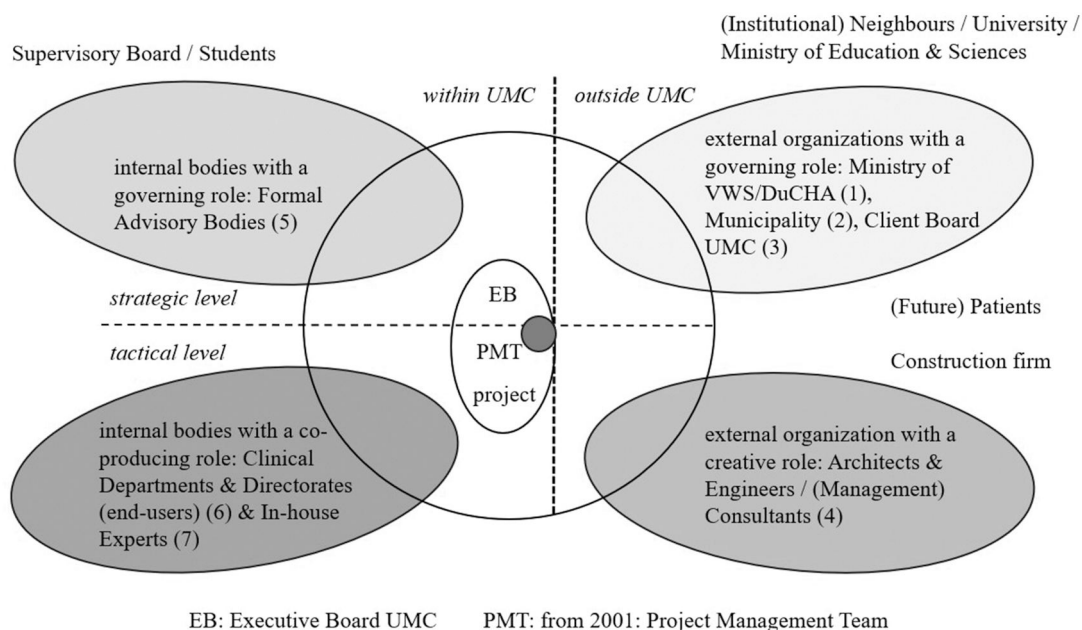 (Institutional) Neighbours / University /
Ministry of Education & Sciences
Supervisory Board / Students
within UMC
outside UMC
internal bodies with a
governing role: Formal
Advisory Bodies (5)
external organizations with a
governing role: Ministry of
VWS/DuCHA (1),
Municipality (2), Client Board
UMC (3)
strategic level
EB
(Future) Patients
tactical level
PMT
project
Construction firm
internal bodies with a co-
producing role: Clinical
Departments & Directorates
(end-users) (6) & In-house
Experts (7)
external organization with a
creative role: Architects &
Engineers / (Management)
Consultants (4)
EB: Executive Board UMC
PMT: from 2001: Project Management Team